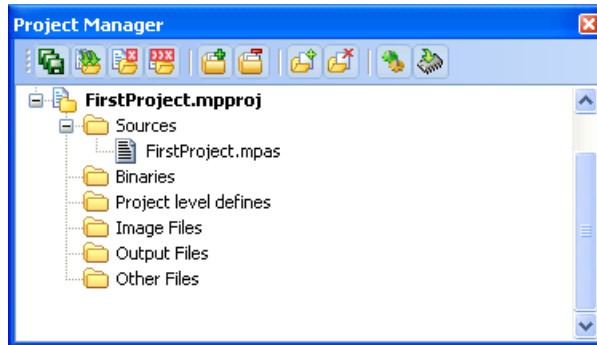 Project Manager
FirstProject.mpproj
Sources
FirstProject.mpas
Binaries
Project level defines
Image Files
Output Files
Other Files